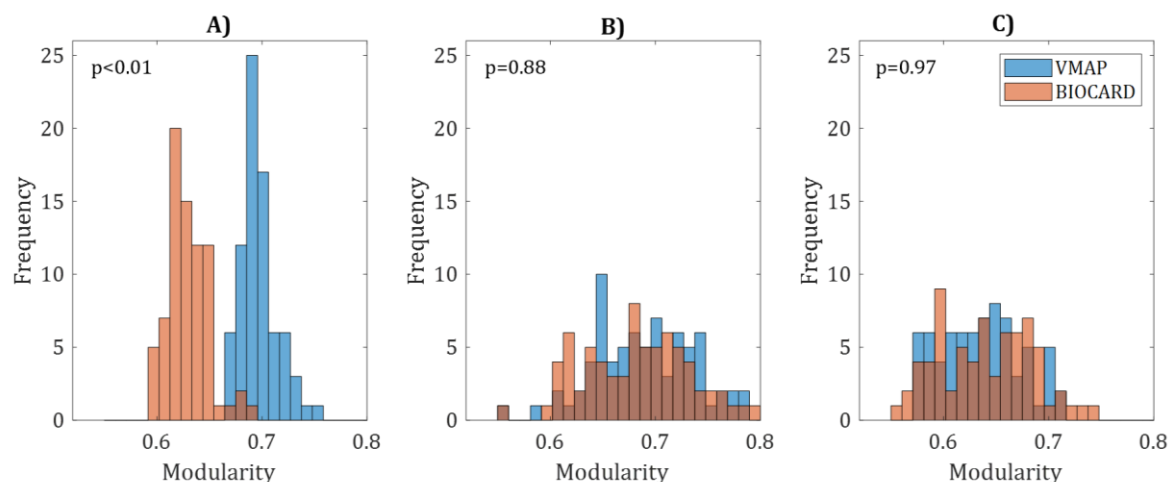 A)
p<0.01
25
20
15
10
5
0
Frequency
0.6 0.7 0.8
Modularity
B)
p=0.88
25
20
15
10
5
0
Frequency
0.6 0.7 0.8
Modularity
C)
p=0.97
VMAP
BIOCARD
25
20
15
10
5
0
Frequency
0.6 0.7 0.8
Modularity